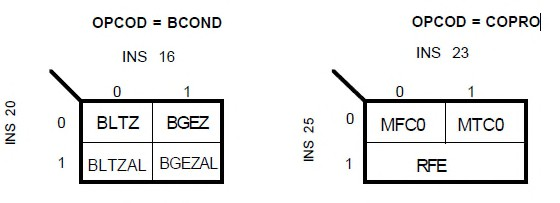 OPCOD = BCOND
INS 16
0 1
INS 20
0 BLTZ BGEZ
1 BLTZAL BGEZAL
OPCOD = COPRO
INS 23
0 1
INS 25
0 MFC0 MTC0
1 RFE